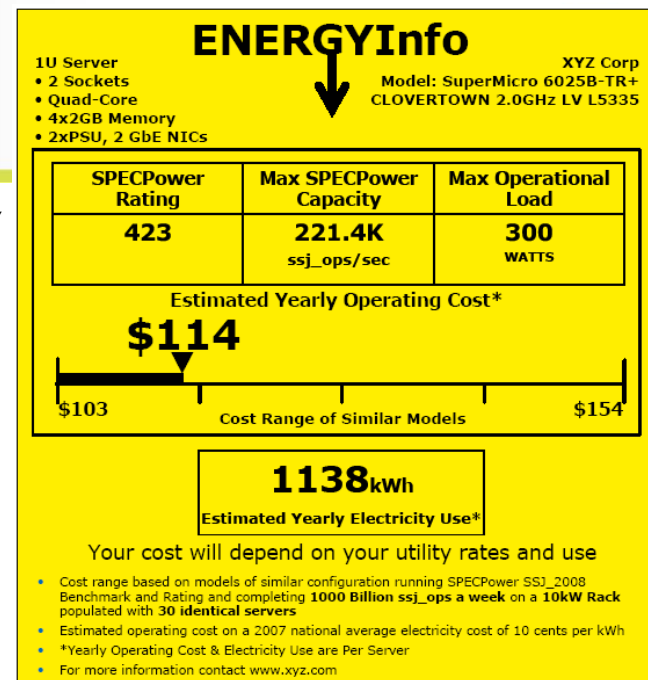 ENERGYInfo
1U Server
• 2 Sockets
• Quad-Core
• 4x2GB Memory
• 2xPSU, 2 GbE NICs
XYZ Corp
Model: SuperMicro 6025B-TR+
CLOVERTOWN 2.0GHz LV L5335
SPECPower
Rating
423
Max SPECPower
Capacity
221.4K
ssj_ops/sec
Max Operational
Load
300
WATTS
Estimated Yearly Operating Cost*
$114
$103
$154
Cost Range of Similar Models
1138kWh
Estimated Yearly Electricity Use*
Your cost will depend on your utility rates and use
• Cost range based on models of similar configuration running SPECPower SSJ_2008
Benchmark and Rating and completing 1000 Billion ssj_ops a week on a 10kW Rack
populated with 30 identical servers
• Estimated operating cost on a 2007 national average electricity cost of 10 cents per kWh
• *Yearly Operating Cost & Electricity Use are Per Server
• For more information contact www.xyz.com